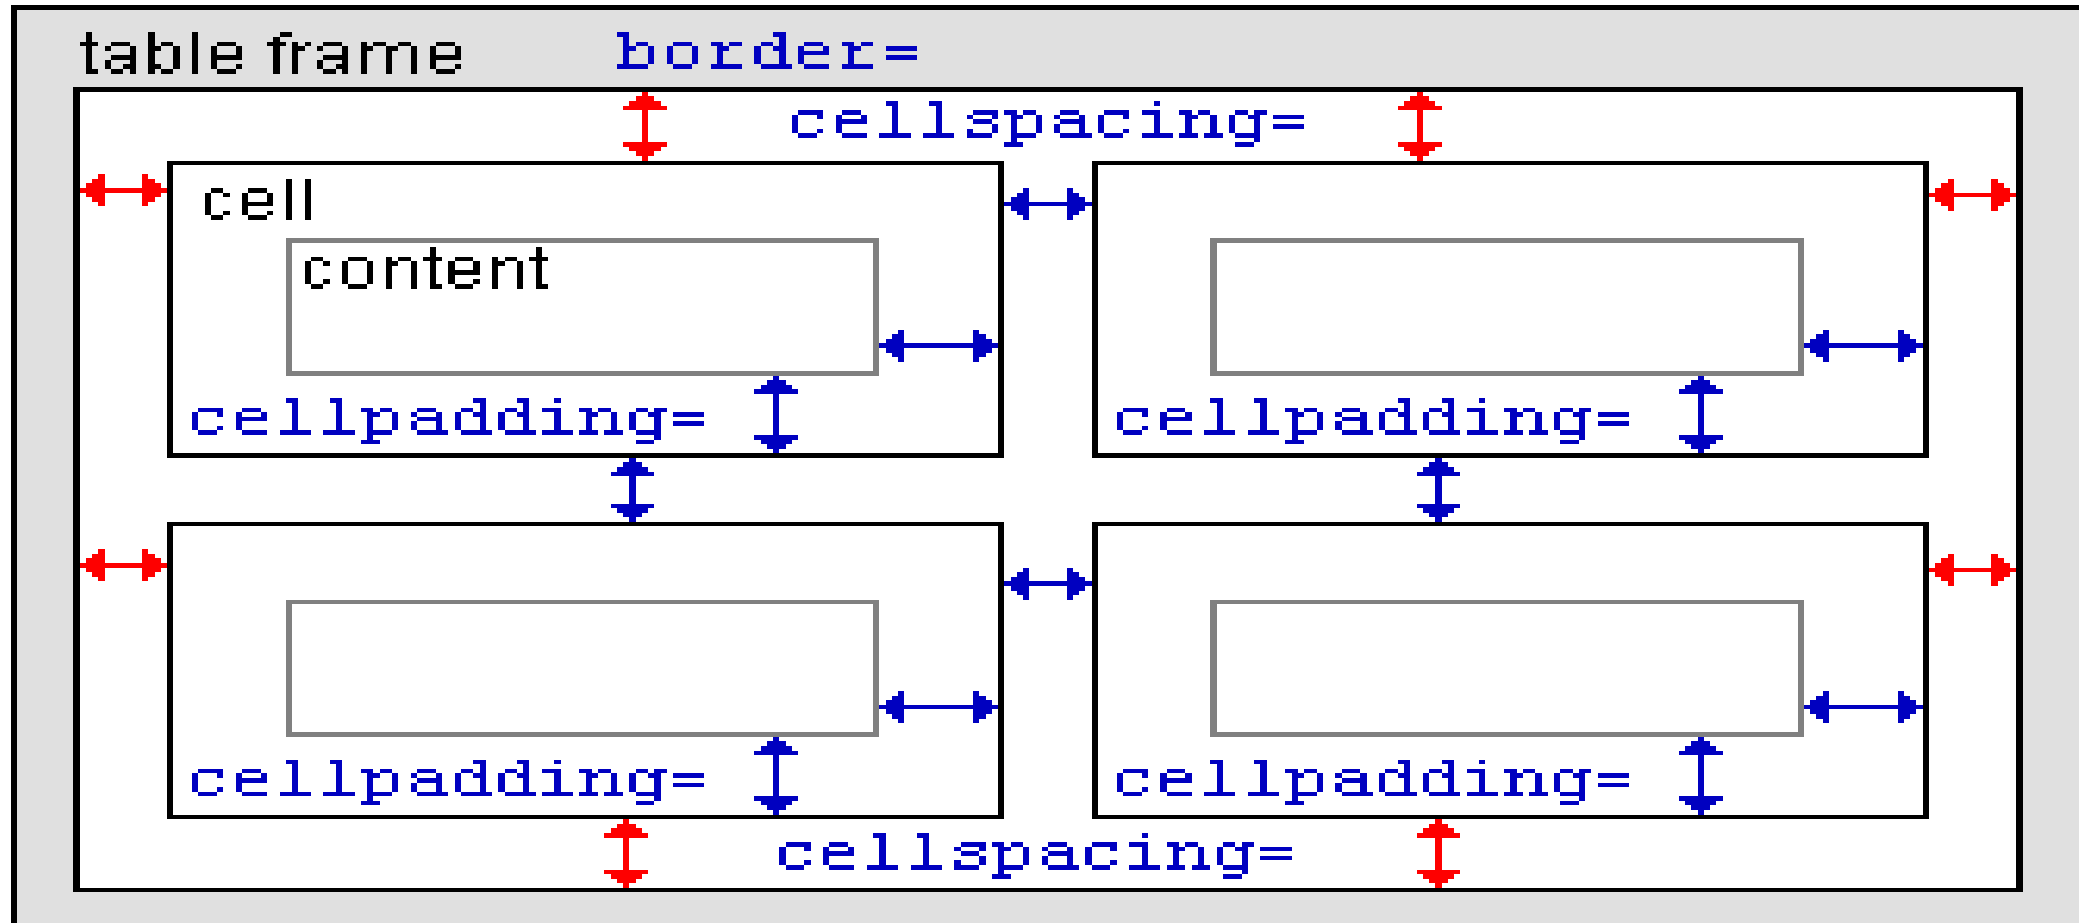 table frame border=
cellspacing=
cell
content
cellpadding= cellpadding=
cellpadding= cellpadding=
cellspacing=